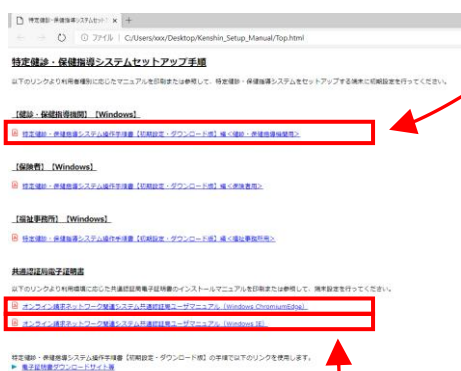 特定健診・保健指導システムセット
ファイル | C:/Users/xxx/Desktop/Kenshin_Setup_Manual/Top.html
特定健診・保健指導システムセットアップ手順
以下のリンクより利用者種別に応じたマニュアルを印刷または参照して、特定健診・保健指導システムをセットアップする端末に初期設定を行ってください。
【健診・保健指導機関】【Windows】
特定健診・保健指導システム操作手順書【初期設定・ダウンロード版】編<健診・保健指導機関用>
【保険者】【Windows】
特定健診・保健指導システム操作手順書【初期設定・ダウンロード版】編<保険者用>
【福祉事務所】【Windows】
特定健診・保健指導システム操作手順書【初期設定・ダウンロード版】編<福祉事務所用>
共通認証局電子証明書
以下のリンクより利用環境に応じた共通認証局電子証明書のインストールマニュアルを印刷または参照して、端末設定を行ってください。
オンライン請求ネットワーク関連システム共通認証局ユーザマニュアル(Windows ChromiumEdge)
オンライン請求ネットワーク関連システム共通認証局ユーザマニュアル(Windows IE)
特定健診・保健指導システム操作手順書【初期設定・ダウンロード版】の手順では以下のリンクを使用します。
電子証明書ダウンロードサイト等